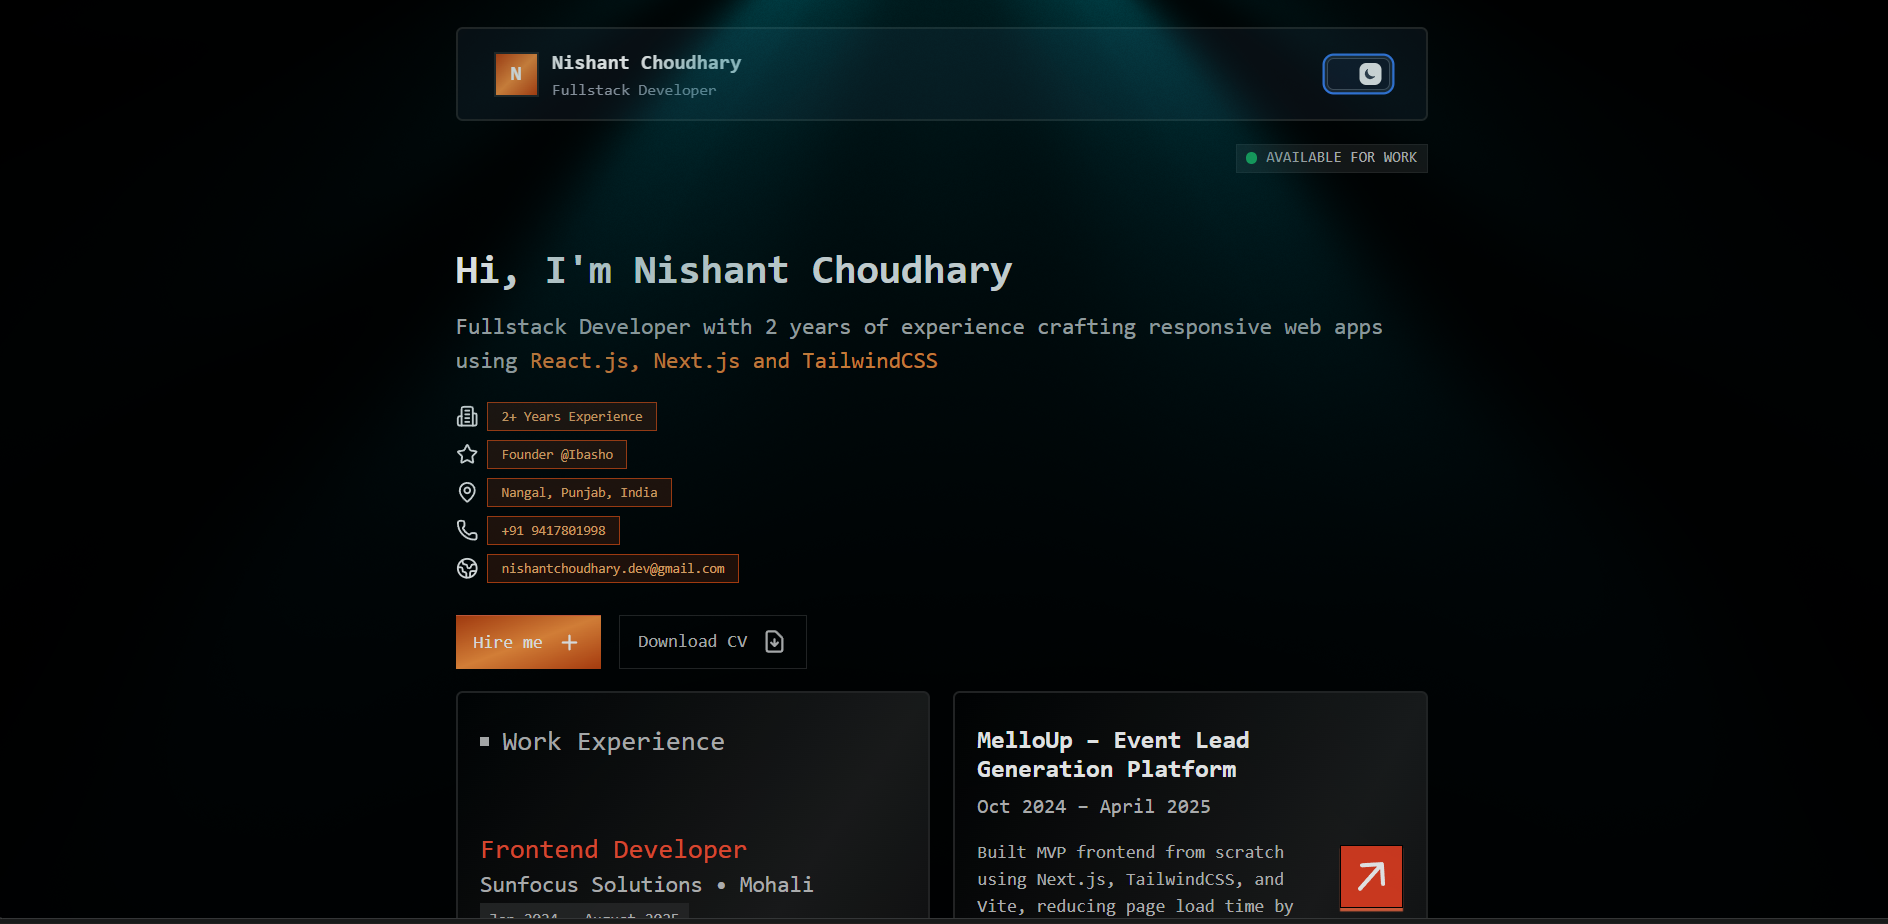 N
Nishant Choudhary
Fullstack Developer
AVAILABLE FOR WORK
Hi, I'm Nishant Choudhary
Fullstack Developer with 2 years of experience crafting responsive web apps
using React.js, Next.js and TailwindCSS
2+ Years Experience
Founder @Ibasho
Nangal, Punjab, India
+91 9417801998
nishantchoudhary.dev@gmail.com
Hire me
Download CV
Work Experience
Frontend Developer
Sunfocus Solutions • Mohali
Jan 2024 – August 2025
MelloUp – Event Lead
Generation Platform
Oct 2024 – April 2025
Built MVP frontend from scratch
using Next.js, TailwindCSS, and
Vite, reducing page load time by